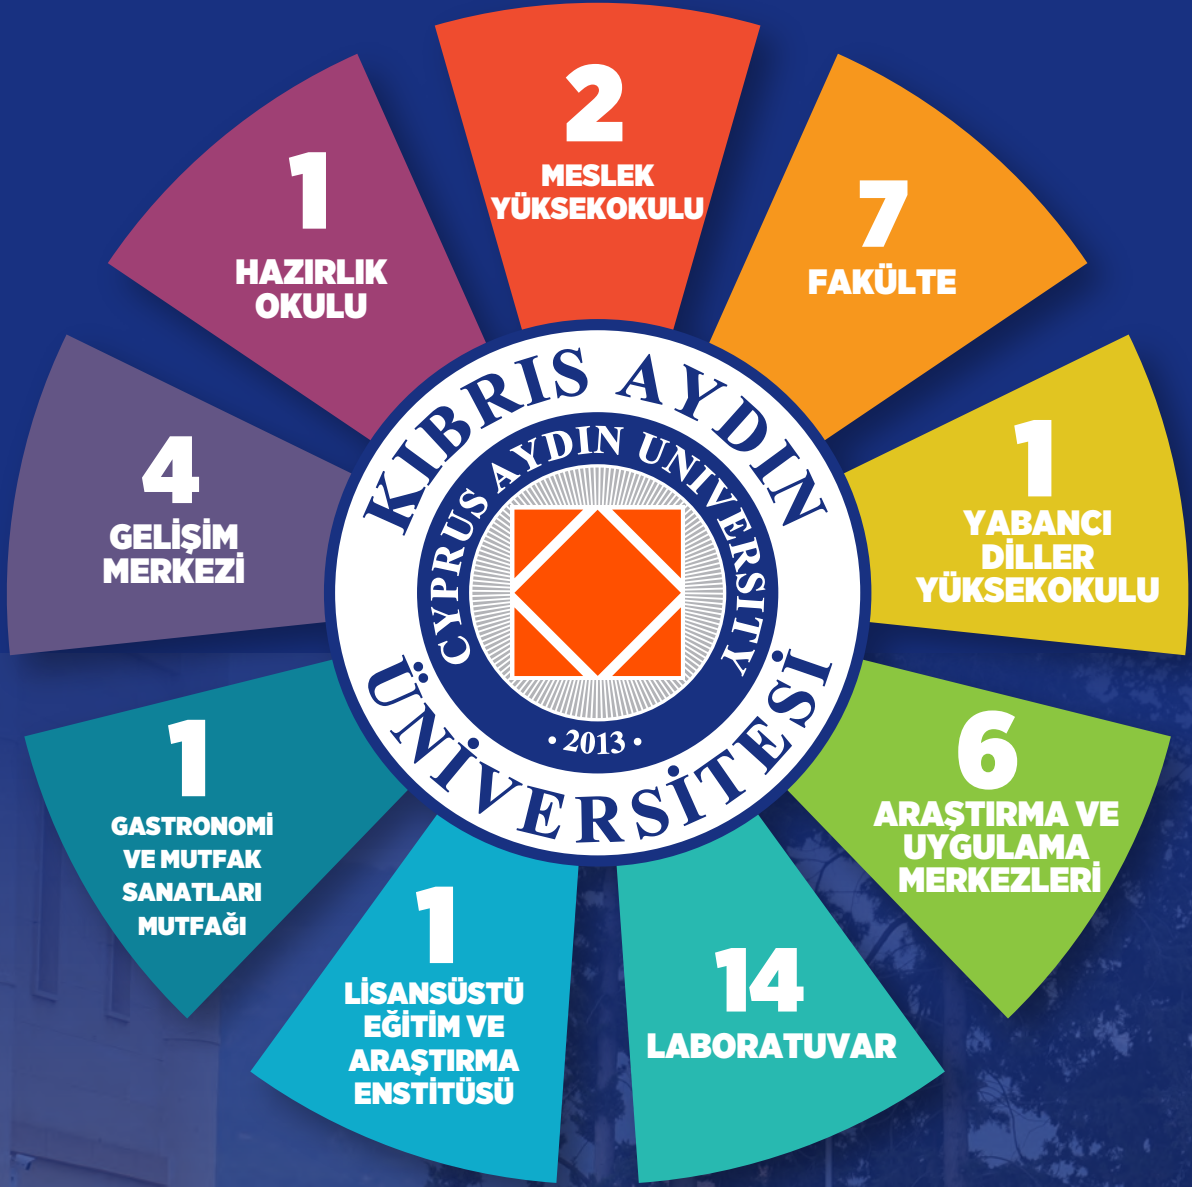 2
MESLEK
YÜKSEKOKULU
7
FAKÜLTE
1
YABANCI
DİLLER
YÜKSEKOKULU
6
ARAŞTIRMA VE
UYGULAMA
MERKEZLERİ
14
LABORATUVAR
1
LİSANSÜSTÜ
EĞİTİM VE
ARAŞTIRMA
ENSTİTÜSÜ
1
GASTRONOMİ
VE MUTFAK
SANATLARI
MUTFAĞI
4
GELİŞİM
MERKEZİ
1
HAZIRLIK
OKULU
KIBRIS AYDIN
ÜNİVERSİTESİ
CYPRUS AYDIN UNIVERSITY
· 2013 ·